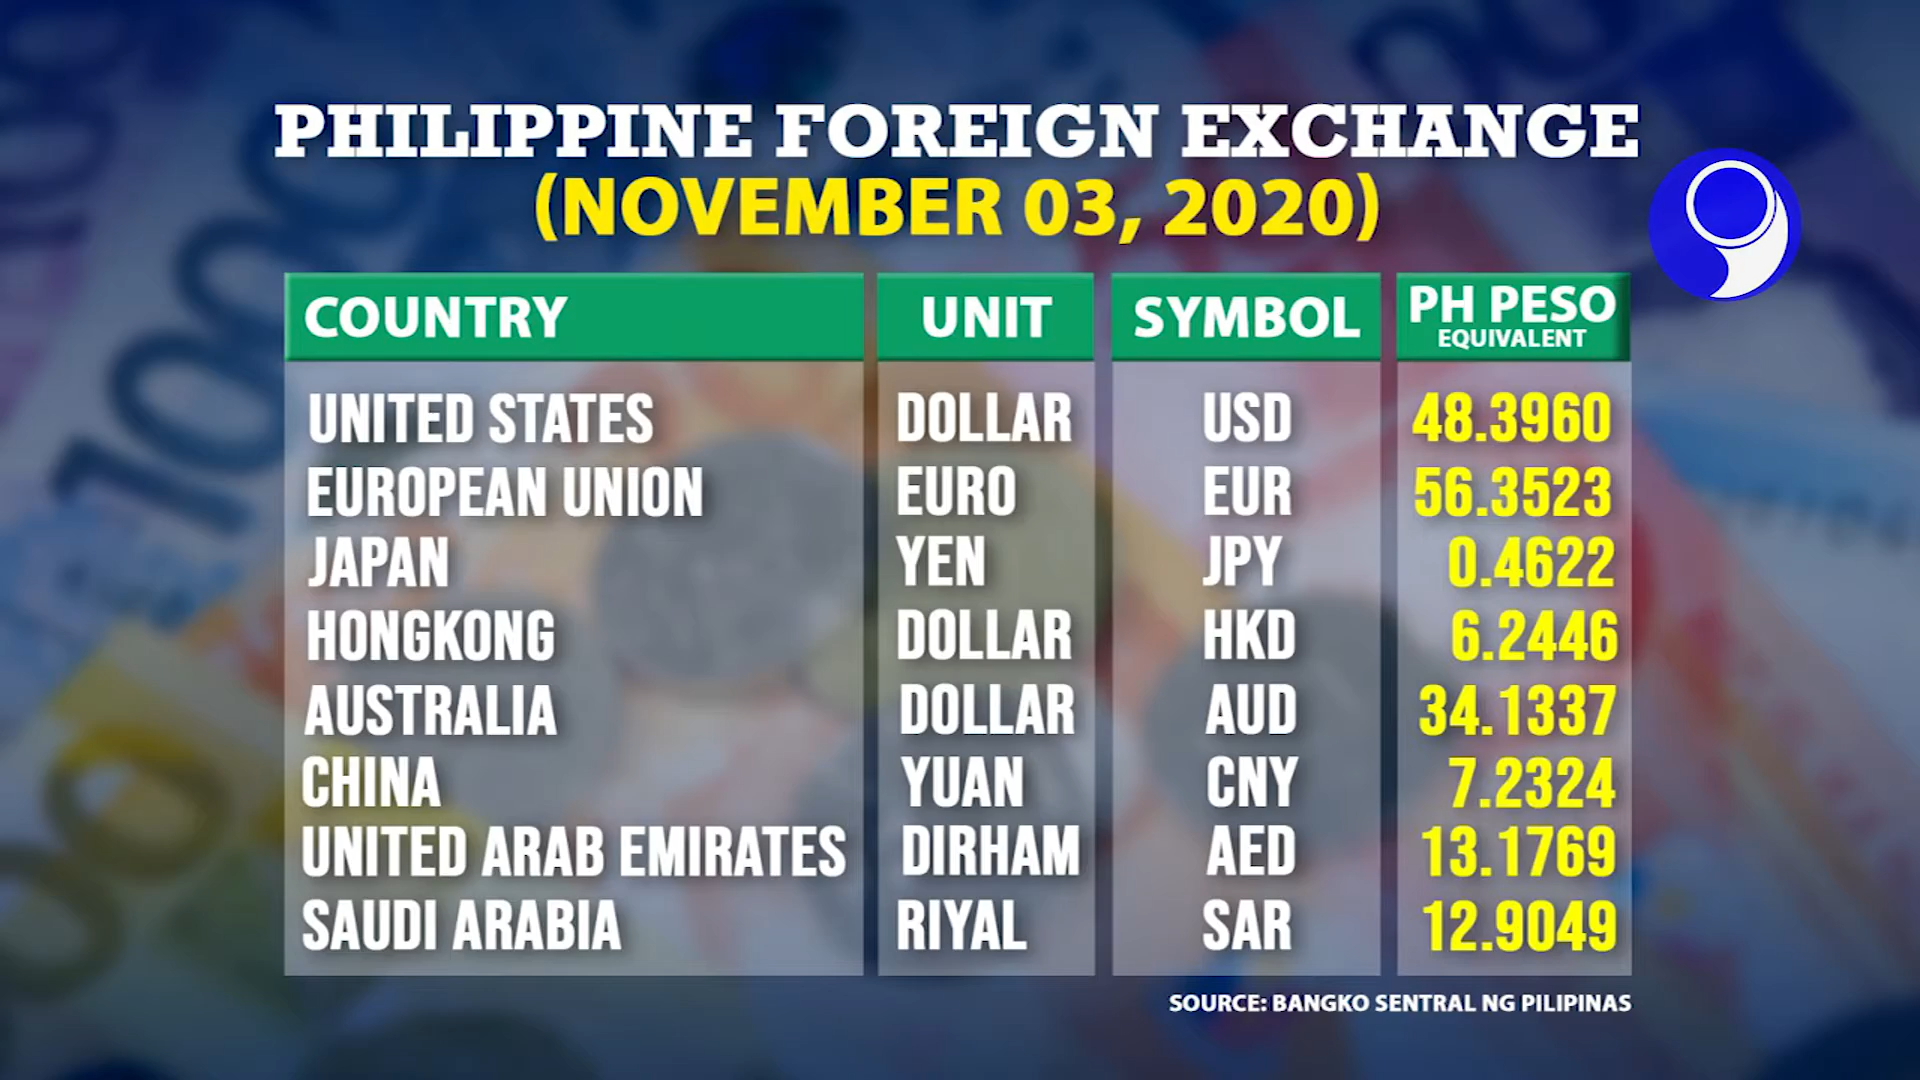 PHILIPPINE FOREIGN EXCHANGE
(NOVEMBER 03, 2020)
COUNTRY UNIT SYMBOL PH PESO EQUIVALENT
UNITED STATES DOLLAR USD 48.3960
EUROPEAN UNION EURO EUR 56.3523
JAPAN YEN JPY 0.4622
HONGKONG DOLLAR HKD 6.2446
AUSTRALIA DOLLAR AUD 34.1337
CHINA YUAN CNY 7.2324
UNITED ARAB EMIRATES DIRHAM AED 13.1769
SAUDI ARABIA RIYAL SAR 12.9049
SOURCE: BANGKO SENTRAL NG PILIPINAS